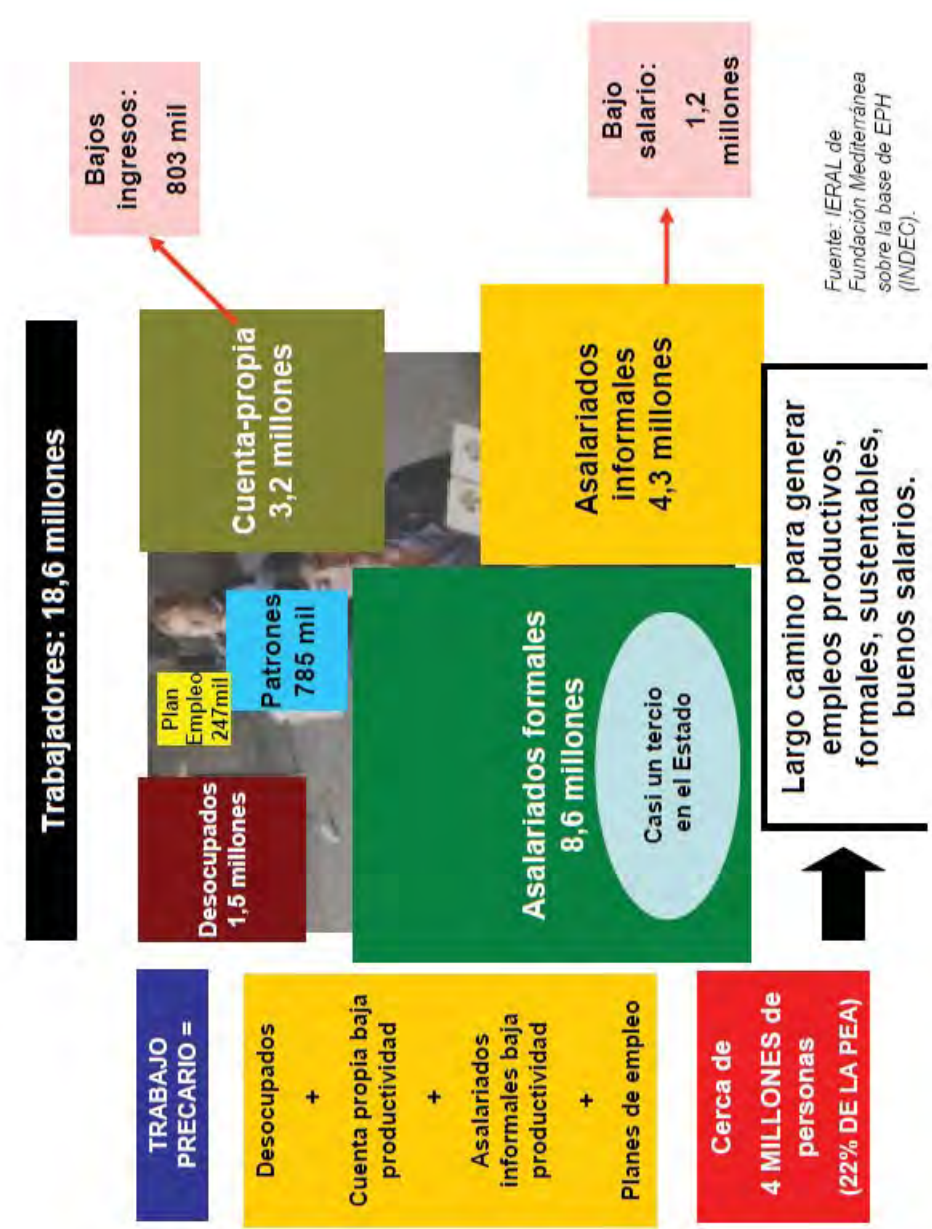 Trabajadores: 18,6 millones
TRABAJO
PRECARIO =
Desocupados
+
Cuenta propia baja
productividad
+
Asalariados
informales baja
productividad
+
Planes de empleo
Cerca de
4 MILLONES de
personas
(22% DE LA PEA)
Desocupados
1,5 millones
Plan
Empleo
247mil
Patrones
785 mil
Cuenta-propia
3,2 millones
Bajos
ingresos:
803 mil
Asalariados formales
8,6 millones
Casi un tercio
en el Estado
Asalariados
informales
4,3 millones
Bajo
salario:
1,2
millones
Largo camino para generar
empleos productivos,
formales, sustentables,
buenos salarios.
Fuente: IERAL de
Fundación Mediterránea
sobre la base de EPH
(INDEC).